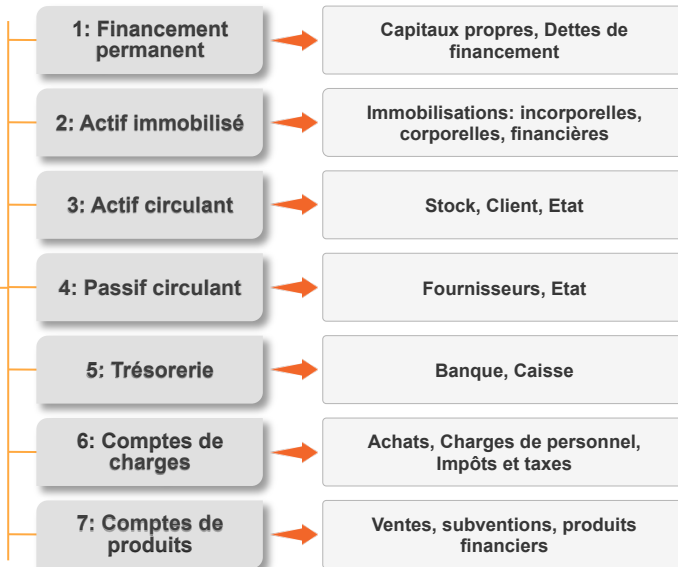 1: Financement
permanent
Capitaux propres, Dettes de
financement
2: Actif immobilisé
Immobilisations: incorporelles,
corporelles, financières
3: Actif circulant
Stock, Client, Etat
4: Passif circulant
Fournisseurs, Etat
5: Trésorerie
Banque, Caisse
6: Comptes de
charges
Achats, Charges de personnel,
Impôts et taxes
7: Comptes de
produits
Ventes, subventions, produits
financiers